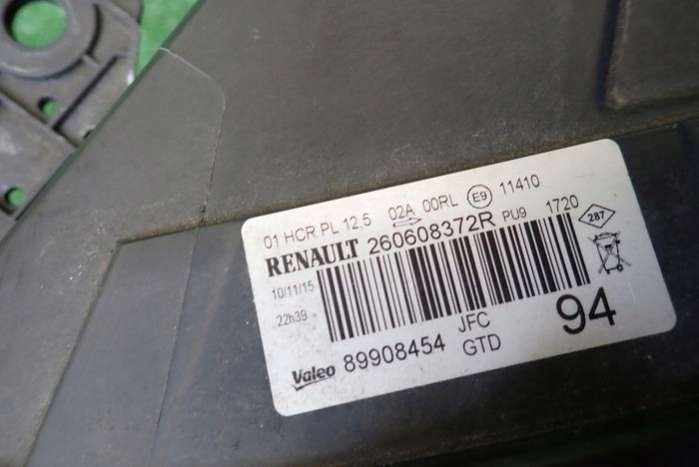 01 HCR PL 12,5 02A 00RL E9 11410
RENAULT 260608372R PU9 1720 287
10/11/15
22h39
JFC
Valeo 89908454 GTD 94